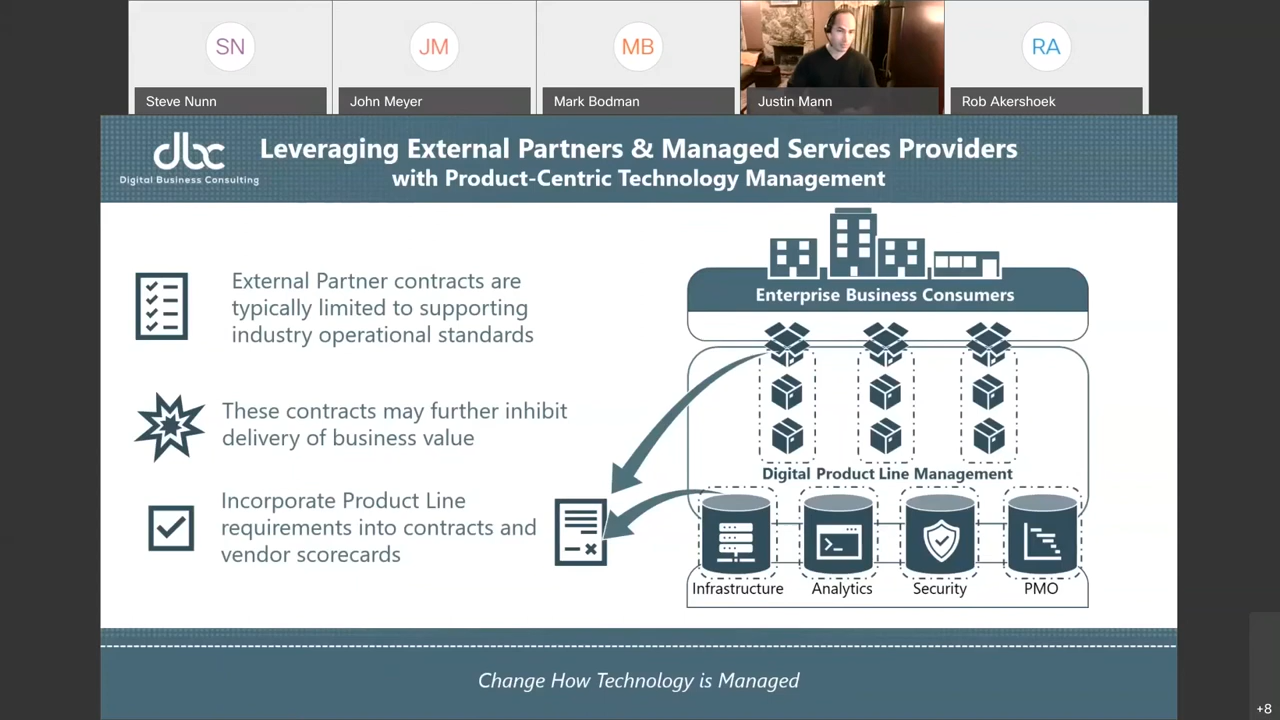 SN
JM
MB
RA
Steve Nunn
John Meyer
Mark Bodman
Justin Mann
Rob Akershoek
dbc
Digital Business Consulting
Leveraging External Partners & Managed Services Providers
with Product-Centric Technology Management
External Partner contracts are
typically limited to supporting
industry operational standards
These contracts may further inhibit
delivery of business value
Incorporate Product Line
requirements into contracts and
vendor scorecards
Enterprise Business Consumers
Digital Product Line Management
Infrastructure
Analytics
Security
PMO
Change How Technology is Managed
+8